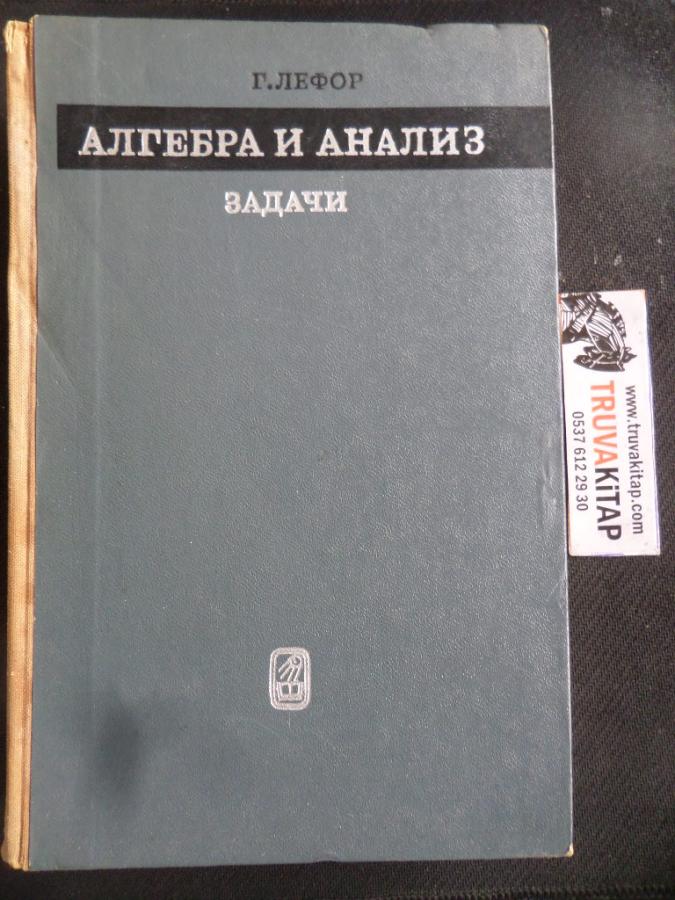 Г.ЛЕФОР
АЛГЕБРА И АНАЛИЗ
ЗАДАЧИ
www.truvakitap.com
TRUVAKiTAP
0537 612 29 30